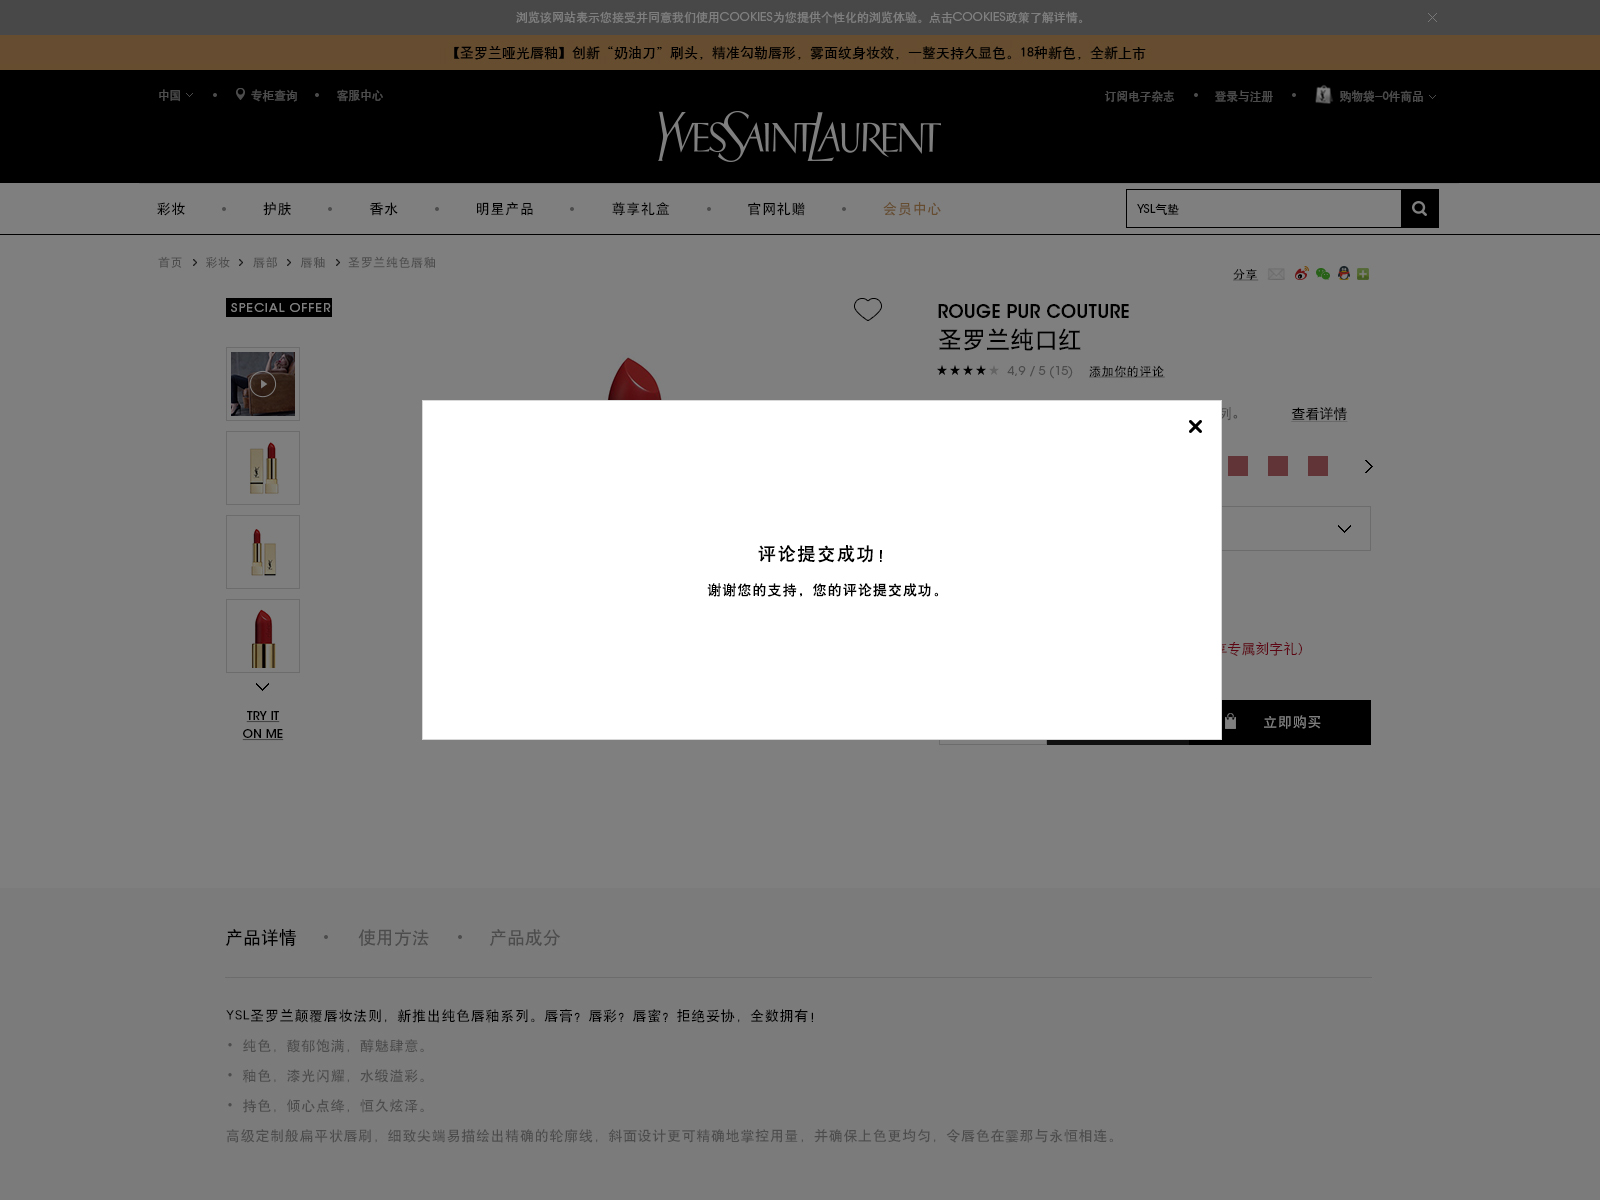 浏览该网站表示您接受并同意我们使用COOKIES为您提供个性化的浏览体验。点击COOKIES政策了解详情。
【圣罗兰哑光唇釉】创新“奶油刀”刷头，精准勾勒唇形，雾面纹身妆效，一整天持久显色。18种新色，全新上市
中国 • 专柜查询 • 客服中心
订阅电子杂志 • 登录与注册 • 购物袋—0件商品
YVESSAINTLAURENT
彩妆 • 护肤 • 香水 • 明星产品 • 尊享礼盒 • 官网礼赠 • 会员中心
YSL气垫
首页 > 彩妆 > 唇部 > 唇釉 > 圣罗兰纯色唇釉
分享
SPECIAL OFFER
ROUGE PUR COUTURE
圣罗兰纯口红
4,9 / 5 (15) 添加你的评论
列。 查看详情
评论提交成功！
谢谢您的支持，您的评论提交成功。
享专属刻字礼）
立即购买
TRY IT
ON ME
产品详情 • 使用方法 • 产品成分
YSL圣罗兰颠覆唇妆法则，新推出纯色唇釉系列。唇膏？唇彩？唇蜜？拒绝妥协，全数拥有！
• 纯色，馥郁饱满，醇魅肆意。
• 釉色，漆光闪耀，水缎溢彩。
• 持色，倾心点绛，恒久炫泽。
高级定制般扁平状唇刷，细致尖端易描绘出精确的轮廓线，斜面设计更可精确地掌控用量，并确保上色更均匀，令唇色在霎那与永恒相连。